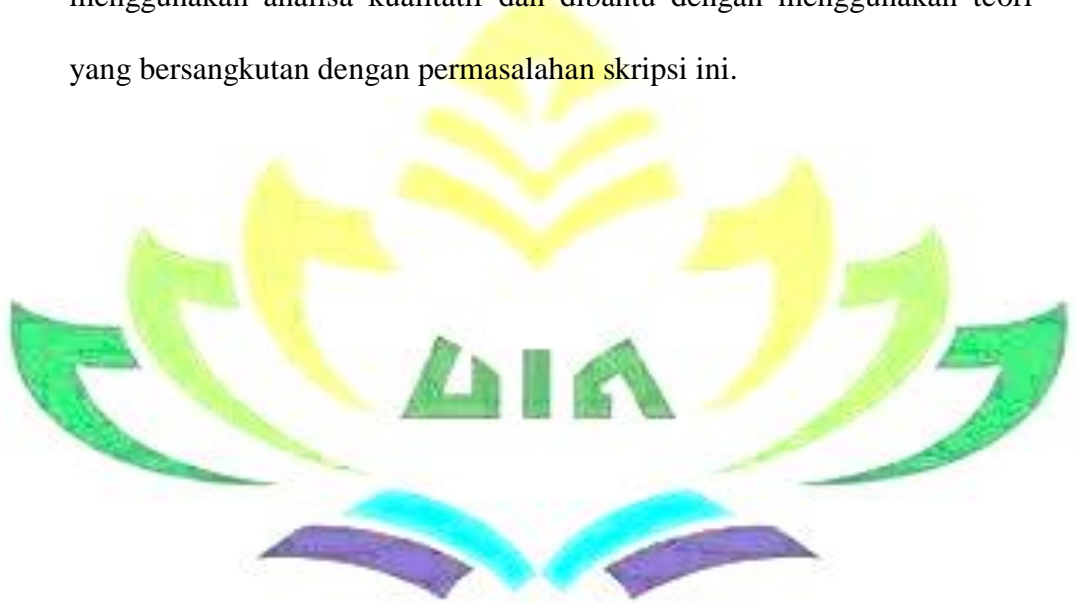 menggunakan analisa kualitatif dan dibantu dengan menggunakan teori
yang bersangkutan dengan permasalahan skripsi ini.
UIN